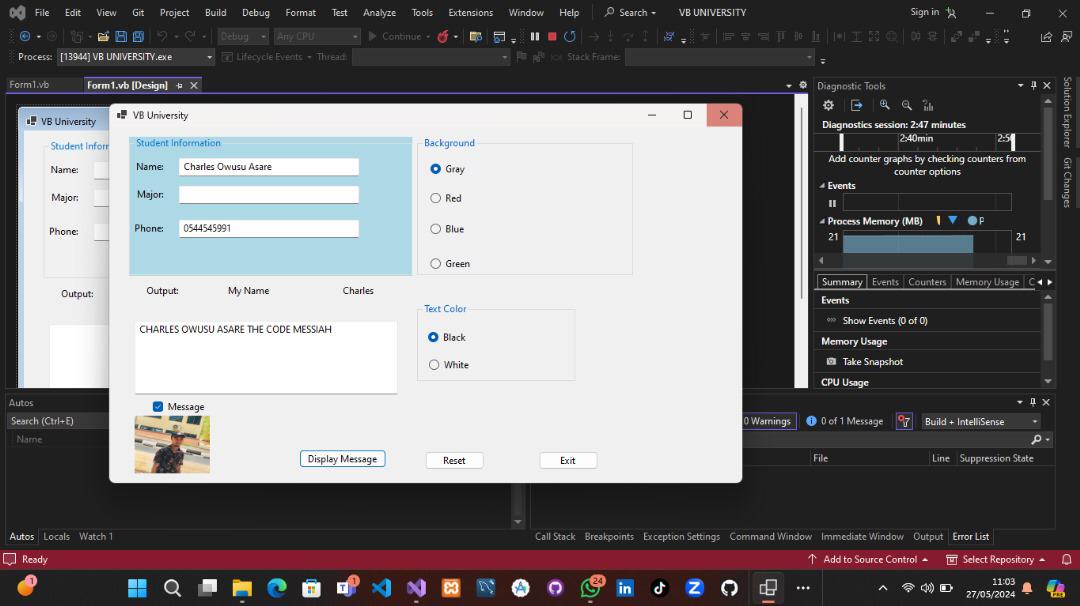 File Edit View Git Project Build Debug Format Test Analyze Tools Extensions Window Help Search VB UNIVERSITY Sign in
Debug Any CPU Continue
Process: [13944] VB UNIVERSITY.exe Lifecycle Events Thread: Stack Frame:
Form1.vb Form1.vb [Design]
VB University
Student Inform
Name:
Major:
Phone:
Output:
VB University
Student Information
Name: Charles Owusu Asare
Major:
Phone: 0544545991
Background
Gray
Red
Blue
Green
Output: My Name Charles
Text Color
Black
White
CHARLES OWUSU ASARE THE CODE MESSIAH
Message
Display Message Reset Exit
Diagnostic Tools
Diagnostics session: 2:47 minutes
2:40min 2:5
Add counter graphs by checking counters from
counter options
Events
Process Memory (MB) P
21 21
Summary Events Counters Memory Usage C
Events
Show Events (0 of 0)
Memory Usage
Take Snapshot
CPU Usage
Solution Explorer
Git Changes
Autos
Search (Ctrl+E)
Name
0 Warnings 0 of 1 Message Build + IntelliSense
File Line Suppression State
Autos Locals Watch 1
Call Stack Breakpoints Exception Settings Command Window Immediate Window Output Error List
Ready Add to Source Control Select Repository
1 1 24
11:03
27/05/2024